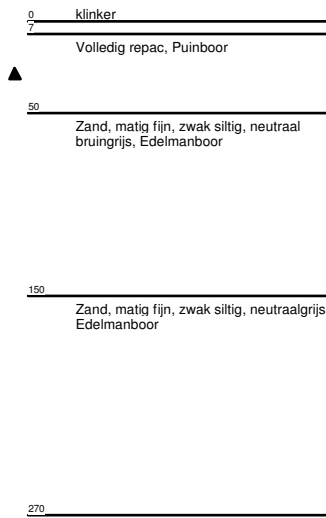 0 klinker
7
Volledig repac, Puinboor
50
Zand, matig fijn, zwak siltig, neutraal
bruingrijs, Edelmanboor
150
Zand, matig fijn, zwak siltig, neutraalgrijs
Edelmanboor
270